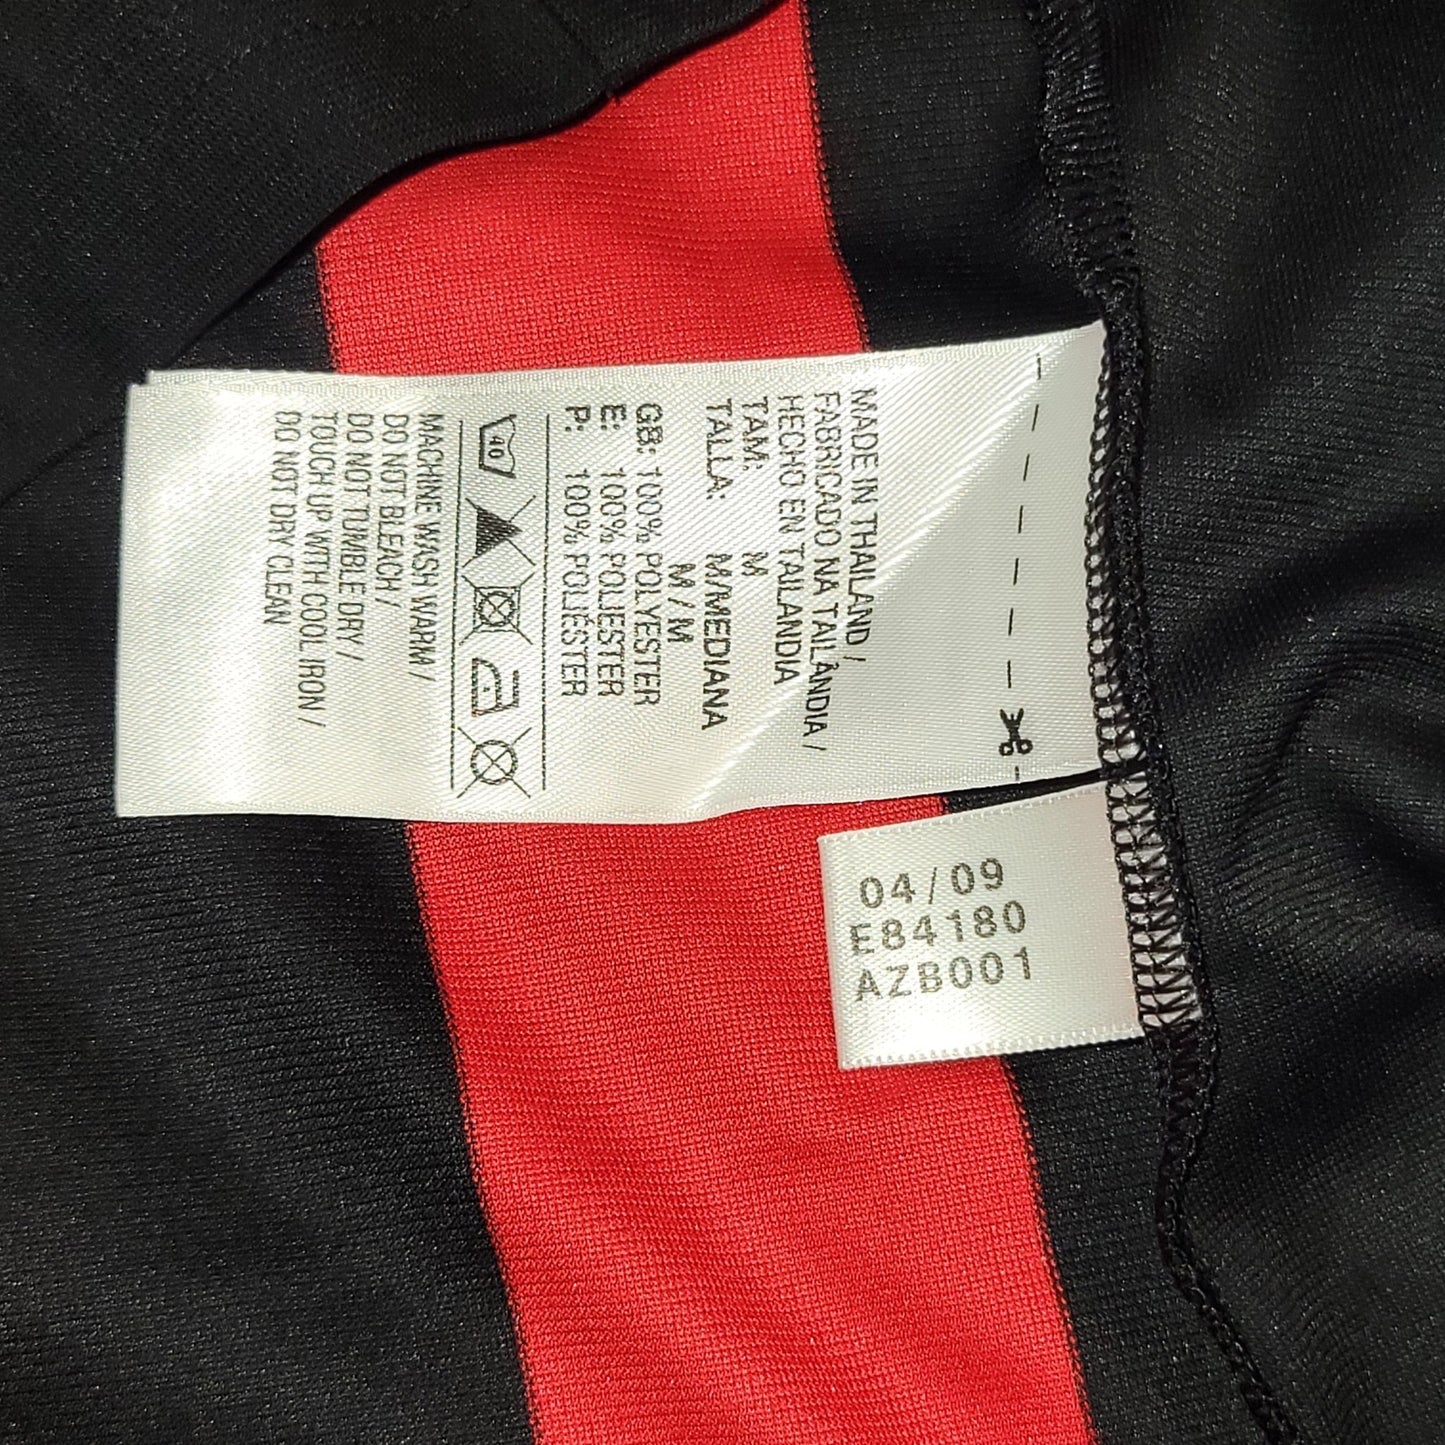 MADE IN THAILAND /
FABRICADO NA TAILÂNDIA /
HECHO EN TAILANDIA
TAM: M
TALLA: M/MEDIANA
M / M
GB: 100% POLYESTER
E: 100% POLIESTER
P: 100% POLIÉSTER
40
MACHINE WASH WARM /
DO NOT BLEACH /
DO NOT TUMBLE DRY /
TOUCH UP WITH COOL IRON /
DO NOT DRY CLEAN
04/09
E84180
AZB001